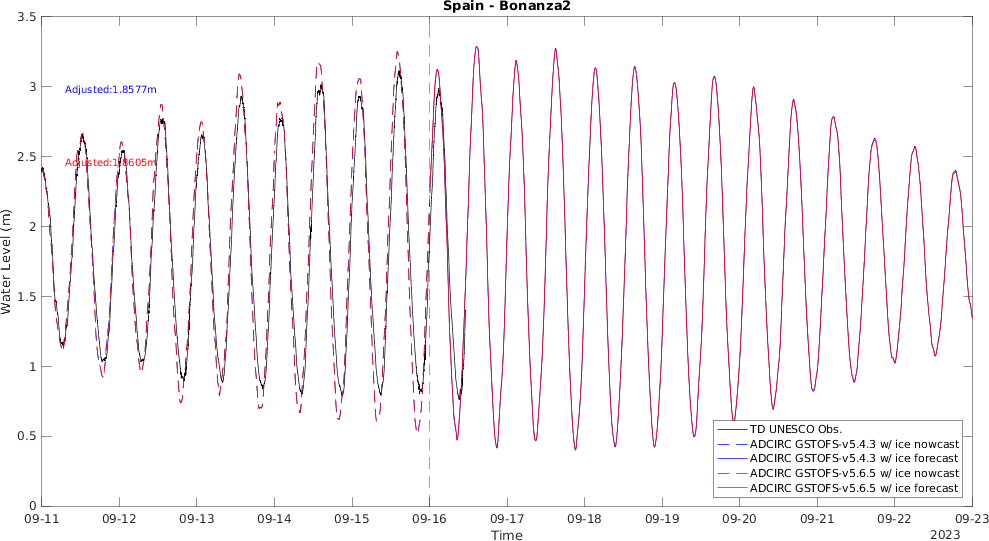 Spain - Bonanza2
3.5
3
2.5
2
1.5
1
0.5
0
Water Level (m)
Adjusted:1.8577m
Adjusted:1.8605m
TD UNESCO Obs.
ADCIRC GSTOFS-v5.4.3 w/ ice nowcast
ADCIRC GSTOFS-v5.4.3 w/ ice forecast
ADCIRC GSTOFS-v5.6.5 w/ ice nowcast
ADCIRC GSTOFS-v5.6.5 w/ ice forecast
09-11 09-12 09-13 09-14 09-15 09-16 09-17 09-18 09-19 09-20 09-21 09-22 09-23
Time
2023